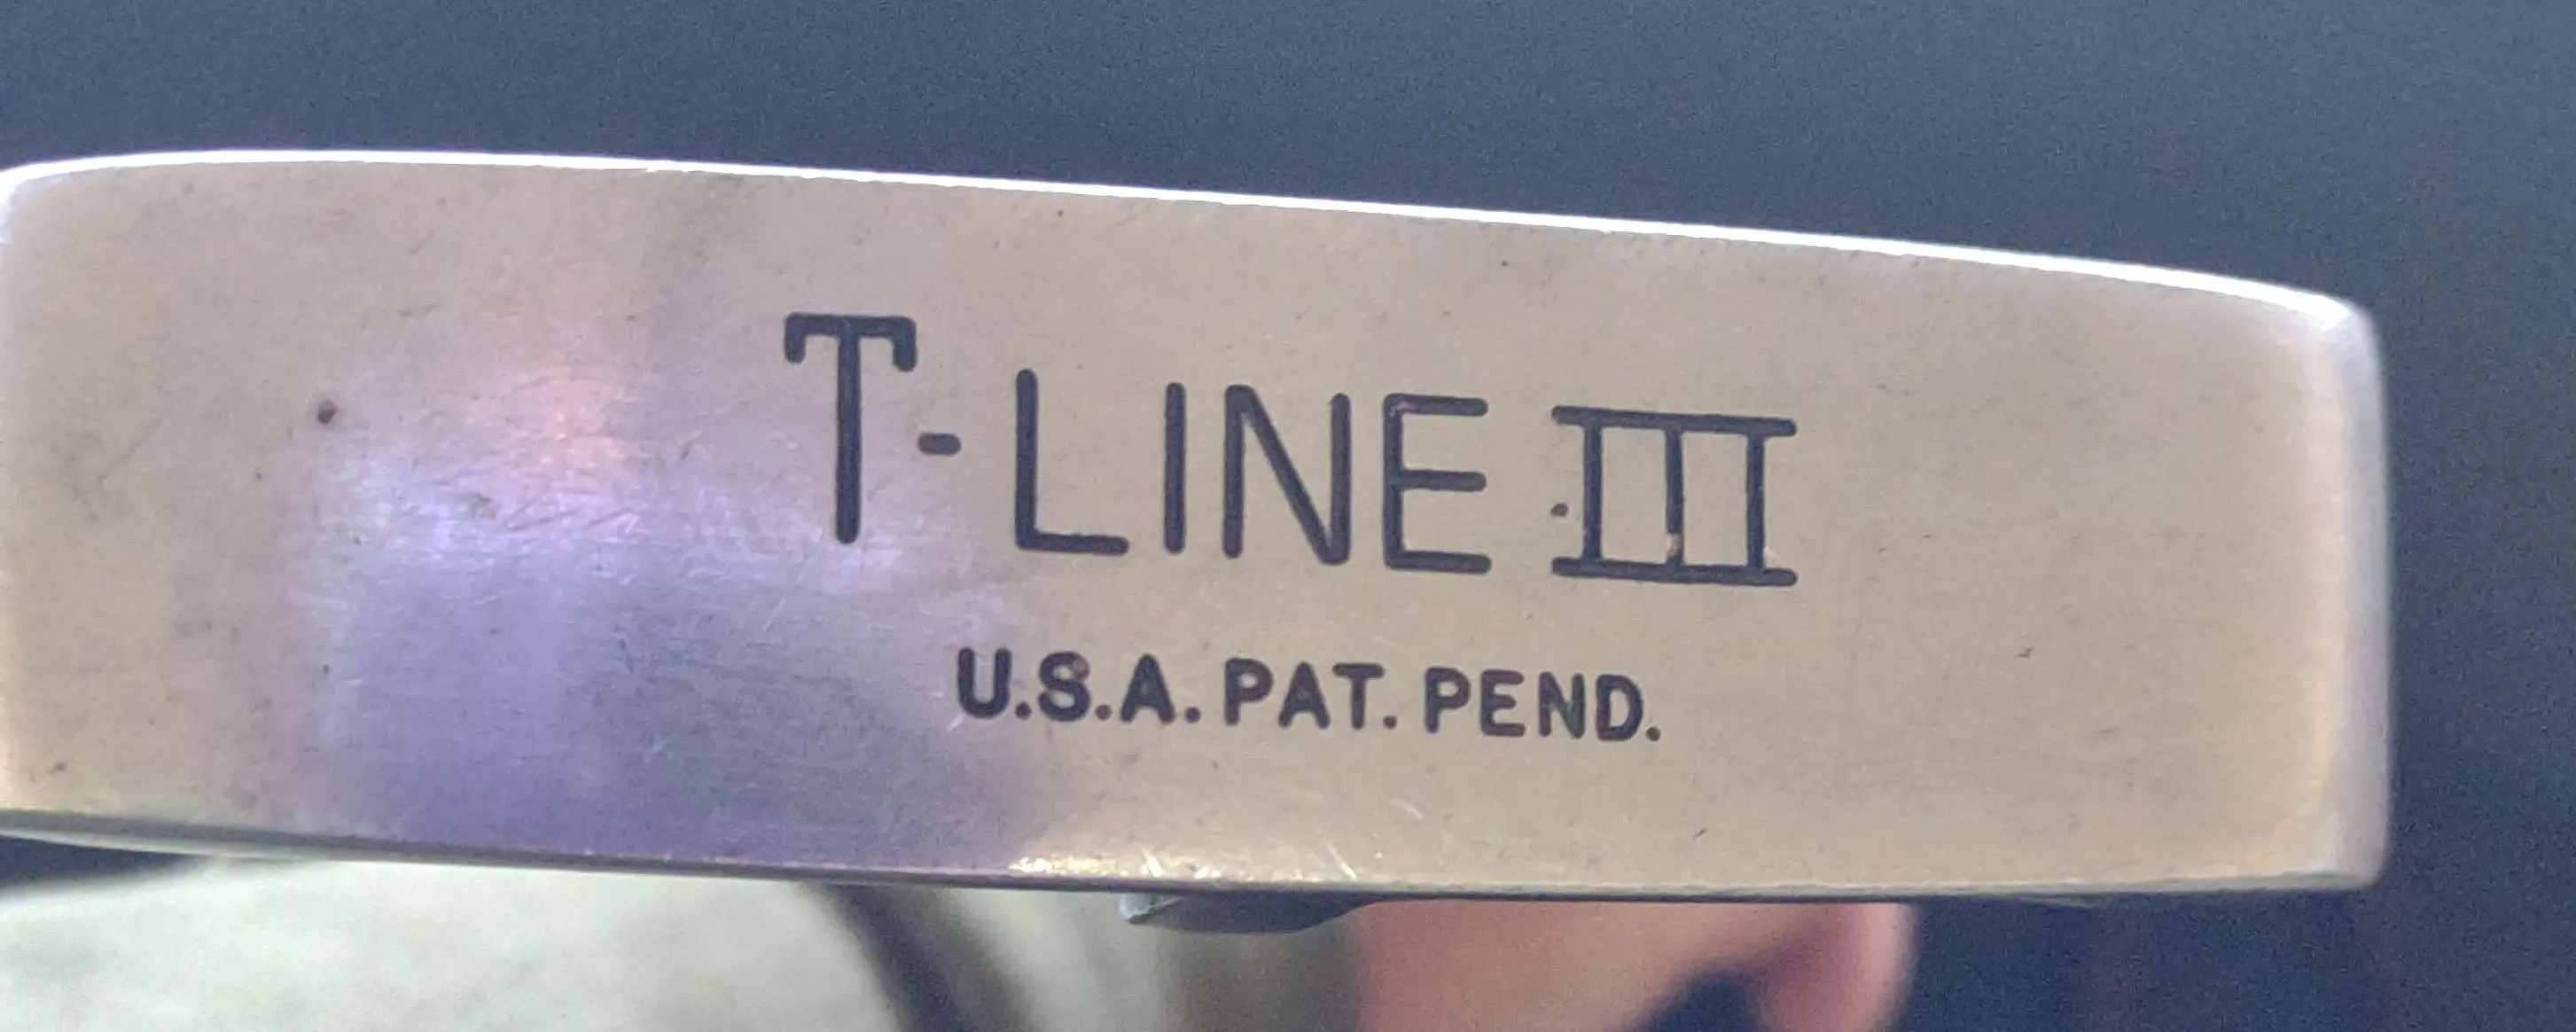 T-LINE III
U.S.A. PAT. PEND.